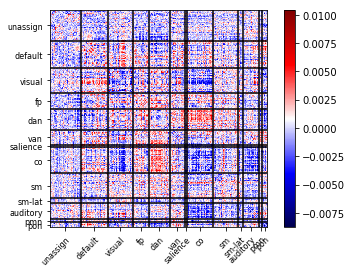 unassign
default
visual
fp
dan
van
salience
co
sm
sm-lat
auditory
pmn
pon
unassign
default
visual
fp
dan
van
salience
co
sm
sm-lat
auditory
0.0100
0.0075
0.0050
0.0025
0.0000
−0.0025
−0.0050
−0.0075